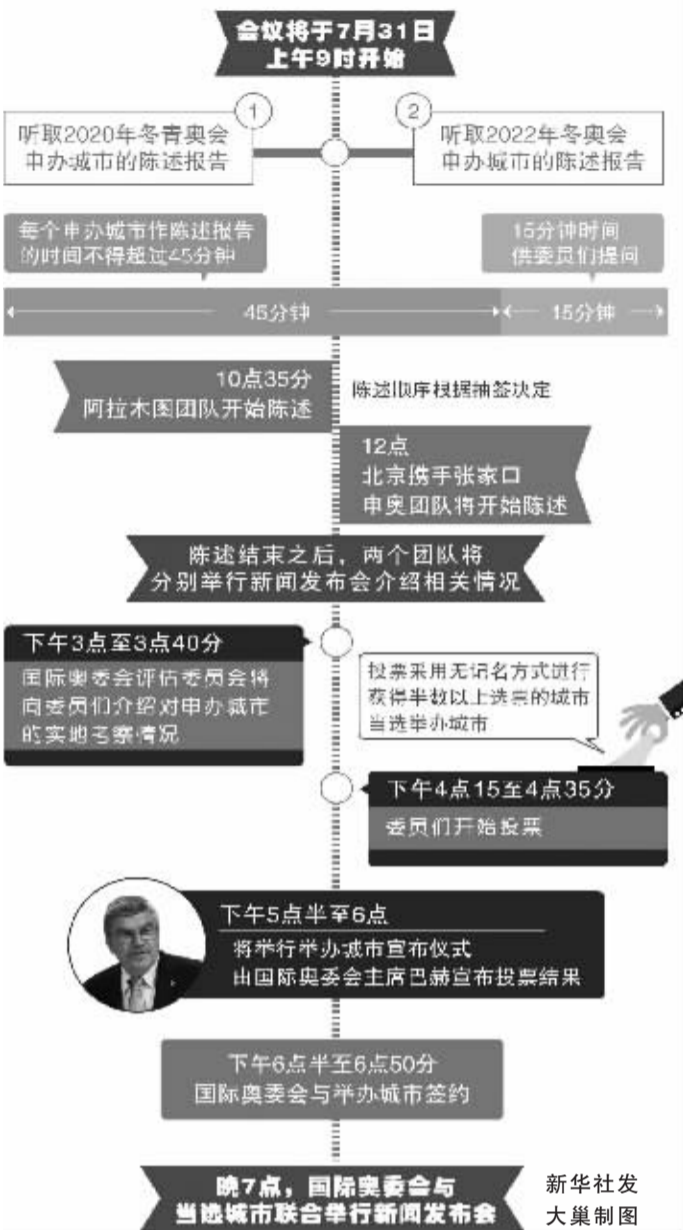 会议将于7月31日
上午9时开始
1
听取2020年冬青奥会
申办城市的陈述报告
2
听取2022年冬奥会
申办城市的陈述报告
每个申办城市作陈述报告
的时间不得超过45分钟
15分钟时间
供委员们提问
45分钟
15分钟
10点35分
阿拉木图团队开始陈述
陈述顺序根据抽签决定
12点
北京携手张家口
申奥团队将开始陈述
陈述结束之后，两个团队将
分别举行新闻发布会介绍相关情况
下午3点至3点40分
国际奥委会评估委员会将
向委员们介绍对申办城市
的实地考察情况
投票采用无记名方式进行
获得半数以上选票的城市
当选举办城市
下午4点15至4点35分
委员们开始投票
下午5点半至6点
将举行举办城市宣布仪式
由国际奥委会主席巴赫宣布投票结果
下午6点半至6点50分
国际奥委会与举办城市签约
晚7点，国际奥委会与
当选城市联合举行新闻发布会
新华社发
大巢制图